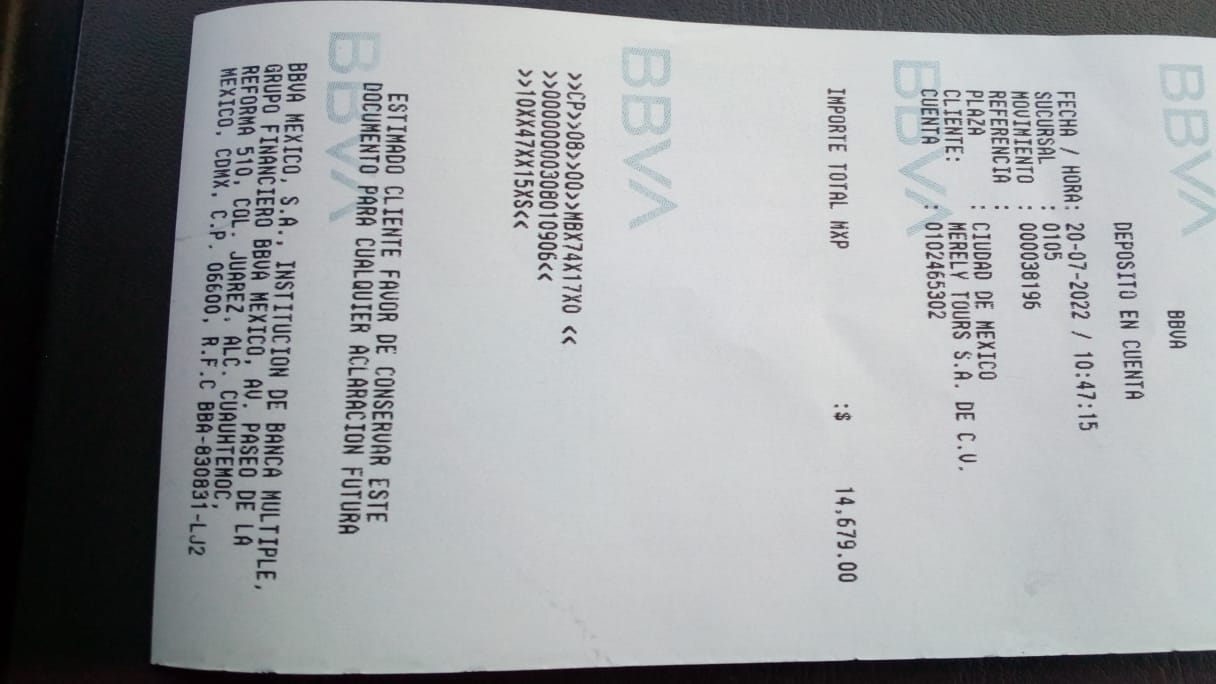 BBVA
BBVA
DEPOSITO EN CUENTA
FECHA / HORA: 20-07-2022 / 10:47:15
SUCURSAL : 0105
MOVIMIENTO : 000038196
REFERENCIA :
PLAZA : CIUDAD DE MEXICO
CLIENTE: MERELY TOURS S.A. DE C.V.
CUENTA : 0102465302
BBVA
IMPORTE TOTAL MXP :$ 14,679.00
BBVA
>>CP>>08>>00>>MBX74X17XO <<
>>00000000308010906<<
>>10XX47XX15XS<<
ESTIMADO CLIENTE FAVOR DE CONSERVAR ESTE
DOCUMENTO PARA CUALQUIER ACLARACION FUTURA
BBVA
BBVA MEXICO, S.A., INSTITUCION DE BANCA MULTIPLE,
GRUPO FINANCIERO BBVA MEXICO, AV. PASEO DE LA
REFORMA 510, COL. JUAREZ, ALC. CUAUHTEMOC,
MEXICO, CDMX, C.P. 06600, R.F.C BBA-830831-LJ2